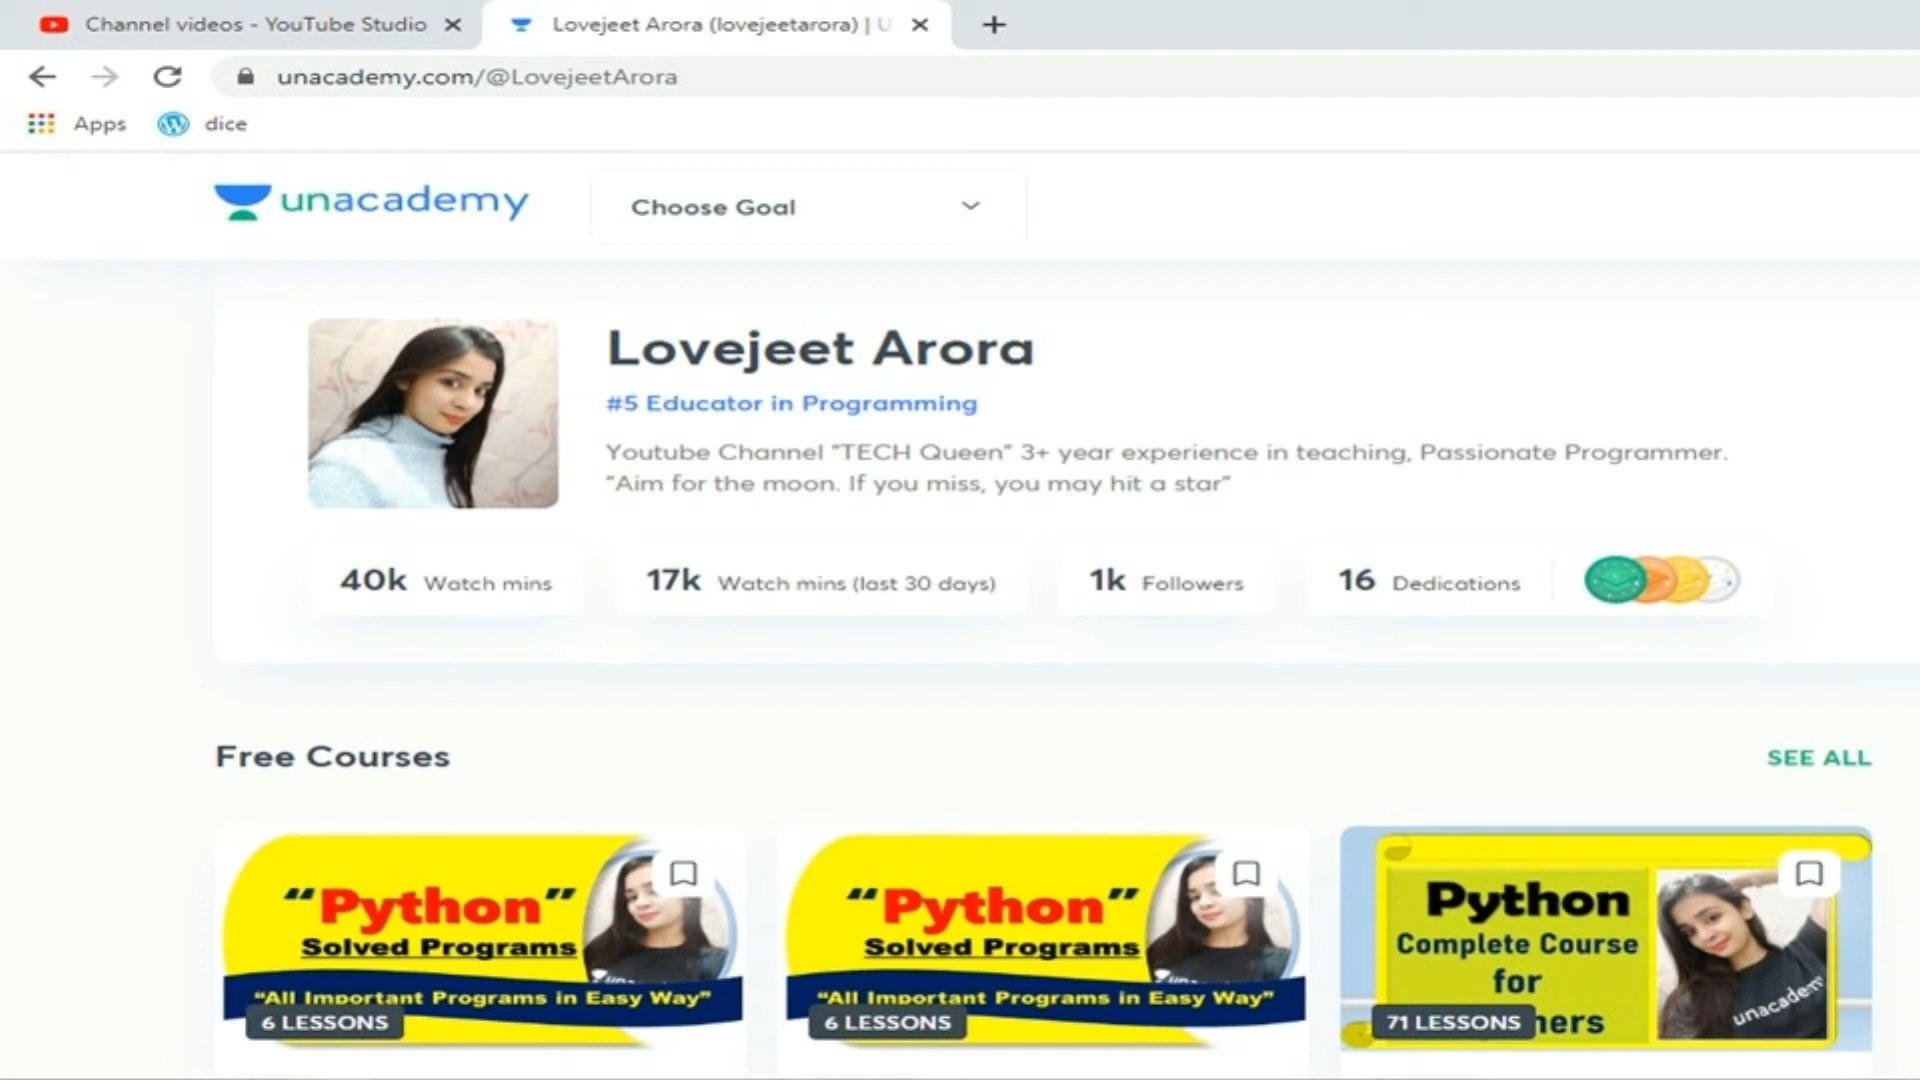 Channel videos - YouTube Studio
Lovejeet Arora (lovejeetarora) | U
unacademy.com/@LovejeetArora
Apps
dice
unacademy
Choose Goal
Lovejeet Arora
#5 Educator in Programming
Youtube Channel "TECH Queen" 3+ year experience in teaching, Passionate Programmer.
"Aim for the moon. If you miss, you may hit a star"
40k Watch mins
17k Watch mins (last 30 days)
1k Followers
16 Dedications
Free Courses
SEE ALL
"Python"
Solved Programs
"All Important Programs in Easy Way"
6 LESSONS
"Python"
Solved Programs
"All Important Programs in Easy Way"
6 LESSONS
Python
Complete Course
for
71 LESSONS
unacademy